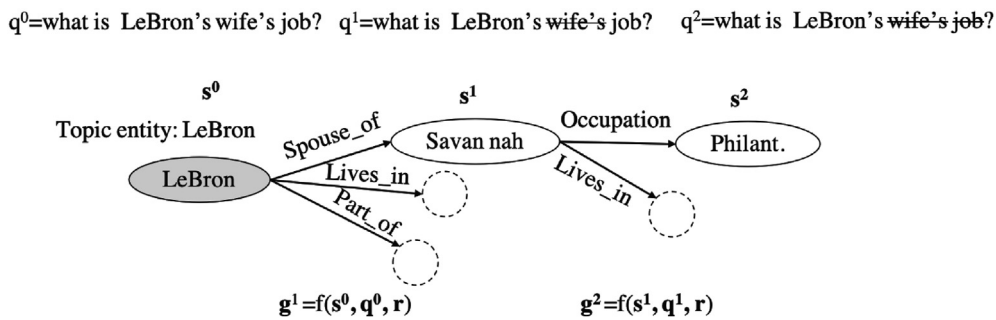 q⁰=what is LeBron's wife's job? q¹=what is LeBron's wife's job? q²=what is LeBron's wife's job?
s⁰
s¹
s²
Topic entity: LeBron
Spouse_of
Occupation
LeBron
Savan nah
Philant.
Lives_in
Lives_in
Part_of
g¹=f(s⁰, q⁰, r)
g²=f(s¹, q¹, r)